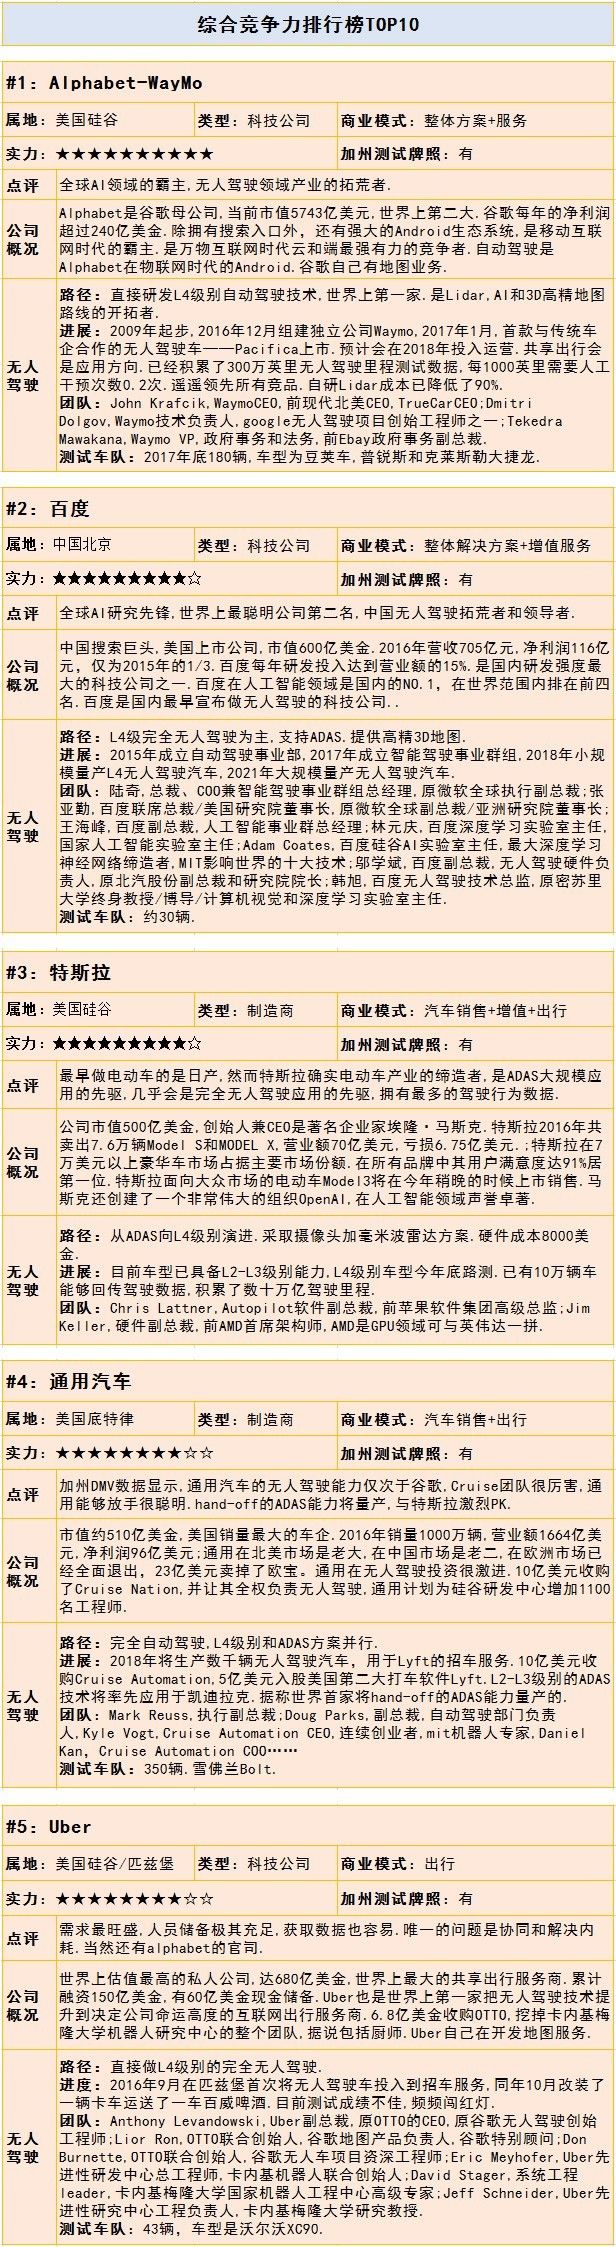 综合竞争力排行榜TOP10
#1: Alphabet-WayMo
属地: 美国硅谷
类型: 科技公司
商业模式: 整体方案+服务
实力: ★★★★★★★★★★
加州测试牌照: 有
点评
全球AI领域的霸主,无人驾驶领域产业的拓荒者.
公司概况
Alphabet是谷歌母公司,当前市值5743亿美元,世界上第二大.谷歌每年的净利润
超过240亿美金.除拥有搜索入口外，还有强大的Android生态系统,是移动互联
网时代的霸主.是万物互联网时代云和端最强有力的竞争者.自动驾驶是
Alphabet在物联网时代的Android.谷歌自己有地图业务.
无人驾驶
路径: 直接研发L4级别自动驾驶技术,世界上第一家.是Lidar,AI和3D高精地图
路线的开拓者.
进展: 2009年起步,2016年12月组建独立公司Waymo,2017年1月,首款与传统车
企合作的无人驾驶车——Pacifica上市.预计会在2018年投入运营.共享出行会
是应用方向.已经积累了300万英里无人驾驶里程测试数据,每1000英里需要人工
干预次数0.2次.遥遥领先所有竞品.自研Lidar成本已降低了90%.
团队: John Krafcik,WaymoCEO,前现代北美CEO,TrueCarCEO;Dmitri
Dolgov,Waymo技术负责人,google无人驾驶项目创始工程师之一;Tekedra
Mawakana,Waymo VP,政府事务和法务,前Ebay政府事务副总裁.
测试车队: 2017年底180辆,车型为豆荚车,普锐斯和克莱斯勒大捷龙.
#2: 百度
属地: 中国北京
类型: 科技公司
商业模式: 整体解决方案+增值服务
实力: ★★★★★★★★★☆
加州测试牌照: 有
点评
全球AI研究先锋,世界上最聪明公司第二名,中国无人驾驶拓荒者和领导者.
公司概况
中国搜索巨头,美国上市公司,市值600亿美金.2016年营收705亿元,净利润116亿
元，仅为2015年的1/3.百度每年研发投入达到营业额的15%.是国内研发强度最
大的科技公司之一.百度在人工智能领域是国内的NO.1，在世界范围内排在前四
名.百度是国内最早宣布做无人驾驶的科技公司..
无人驾驶
路径: L4级完全无人驾驶为主,支持ADAS.提供高精3D地图.
进展: 2015年成立自动驾驶事业部,2017年成立智能驾驶事业群组,2018年小规
模量产L4无人驾驶汽车,2021年大规模量产无人驾驶汽车.
团队: 陆奇,总裁、COO兼智能驾驶事业群组总经理,原微软全球执行副总裁;张
亚勤,百度联席总裁/美国研究院董事长,原微软全球副总裁/亚洲研究院董事长;
王海峰,百度副总裁,人工智能事业群总经理;林元庆,百度深度学习实验室主任,
国家人工智能实验室主任;Adam Coates,百度硅谷AI实验室主任,最大深度学习
神经网络缔造者,MIT影响世界的十大技术;邬学斌,百度副总裁,无人驾驶硬件负
责人,原北汽股份副总裁和研究院院长;韩旭,百度无人驾驶技术总监,原密苏里
大学终身教授/博导/计算机视觉和深度学习实验室主任.
测试车队: 约30辆.
#3: 特斯拉
属地: 美国硅谷
类型: 制造商
商业模式: 汽车销售+增值+出行
实力: ★★★★★★★★★☆
加州测试牌照: 有
点评
最早做电动车的是日产,然而特斯拉确实电动车产业的缔造者,是ADAS大规模应
用的先驱,几乎会是完全无人驾驶应用的先驱,拥有最多的驾驶行为数据.
公司概况
公司市值500亿美金,创始人兼CEO是著名企业家埃隆·马斯克.特斯拉2016年共
卖出7.6万辆Model S和MODEL X,营业额70亿美元,亏损6.75亿美元.;特斯拉在7
万美元以上豪华车市场占据主要市场份额.在所有品牌中其用户满意度达91%居
第一位.特斯拉面向大众市场的电动车Model3将在今年稍晚的时候上市销售.马
斯克还创建了一个非常伟大的组织OpenAI,在人工智能领域声誉卓著.
无人驾驶
路径: 从ADAS向L4级别演进.采取摄像头加毫米波雷达方案.硬件成本8000美
金.
进展: 目前车型已具备L2-L3级别能力,L4级别车型今年底路测.已有10万辆车
能够回传驾驶数据,积累了数十万亿驾驶里程.
团队: Chris Lattner,Autopilot软件副总裁,前苹果软件集团高级总监;Jim
Keller,硬件副总裁,前AMD首席架构师,AMD是GPU领域可与英伟达一拼.
#4: 通用汽车
属地: 美国底特律
类型: 制造商
商业模式: 汽车销售+出行
实力: ★★★★★★★★☆☆
加州测试牌照: 有
点评
加州DMV数据显示,通用汽车的无人驾驶能力仅次于谷歌,Cruise团队很厉害,通
用能够放手很聪明.hand-off的ADAS能力将量产,与特斯拉激烈PK.
公司概况
市值约510亿美金,美国销量最大的车企.2016年销量1000万辆,营业额1664亿美
元,净利润96亿美元;通用在北美市场是老大,在中国市场是老二,在欧洲市场已
经全面退出，23亿美元卖掉了欧宝。通用在无人驾驶投资很激进.10亿美元收购
了Cruise Nation,并让其全权负责无人驾驶,通用计划为硅谷研发中心增加1100
名工程师.
无人驾驶
路径: 完全自动驾驶,L4级别和ADAS方案并行.
进展: 2018年将生产数千辆无人驾驶汽车，用于Lyft的招车服务.10亿美元收
购Cruise Automation,5亿美元入股美国第二大打车软件Lyft.L2-L3级别的ADAS
技术将率先应用于凯迪拉克.据称世界首家将hand-off的ADAS能力量产的.
团队: Mark Reuss,执行副总裁;Doug Parks,副总裁,自动驾驶部门负责
人,Kyle Vogt,Cruise Automation CEO,连续创业者,mit机器人专家,Daniel
Kan，Cruise Automation COO……
测试车队: 350辆.雪佛兰Bolt.
#5: Uber
属地: 美国硅谷/匹兹堡
类型: 科技公司
商业模式: 出行
实力: ★★★★★★★★☆☆
加州测试牌照: 有
点评
需求最旺盛,人员储备极其充足,获取数据也容易.唯一的问题是协同和解决内
耗.当然还有alphabet的官司.
公司概况
世界上估值最高的私人公司,达680亿美金,世界上最大的共享出行服务商.累计
融资150亿美金,有60亿美金现金储备.Uber也是世界上第一家把无人驾驶技术提
升到决定公司命运高度的互联网出行服务商.6.8亿美金收购OTTO,挖掉卡内基梅
隆大学机器人研究中心的整个团队,据说包括厨师.Uber自己在开发地图服务.
无人驾驶
路径: 直接做L4级别的完全无人驾驶.
进度: 2016年9月在匹兹堡首次将无人驾驶车投入到招车服务,同年10月改装了
一辆卡车运送了一车百威啤酒.目前测试成绩不佳,频频闯红灯.
团队: Anthony Levandowski,Uber副总裁,原OTTO的CEO,原谷歌无人驾驶创始
工程师;Lior Ron,OTTO联合创始人,谷歌地图产品负责人,谷歌特别顾问;Don
Burnette,OTTO联合创始人,谷歌无人车项目资深工程师;Eric Meyhofer,Uber先
进性研发中心总工程师,卡内基机器人联合创始人;David Stager,系统工程
leader,卡内基梅隆大学国家机器人工程中心高级专家;Jeff Schneider,Uber先
进性研究中心工程负责人,卡内基梅隆大学研究教授.
测试车队: 43辆，车型是沃尔沃XC90.